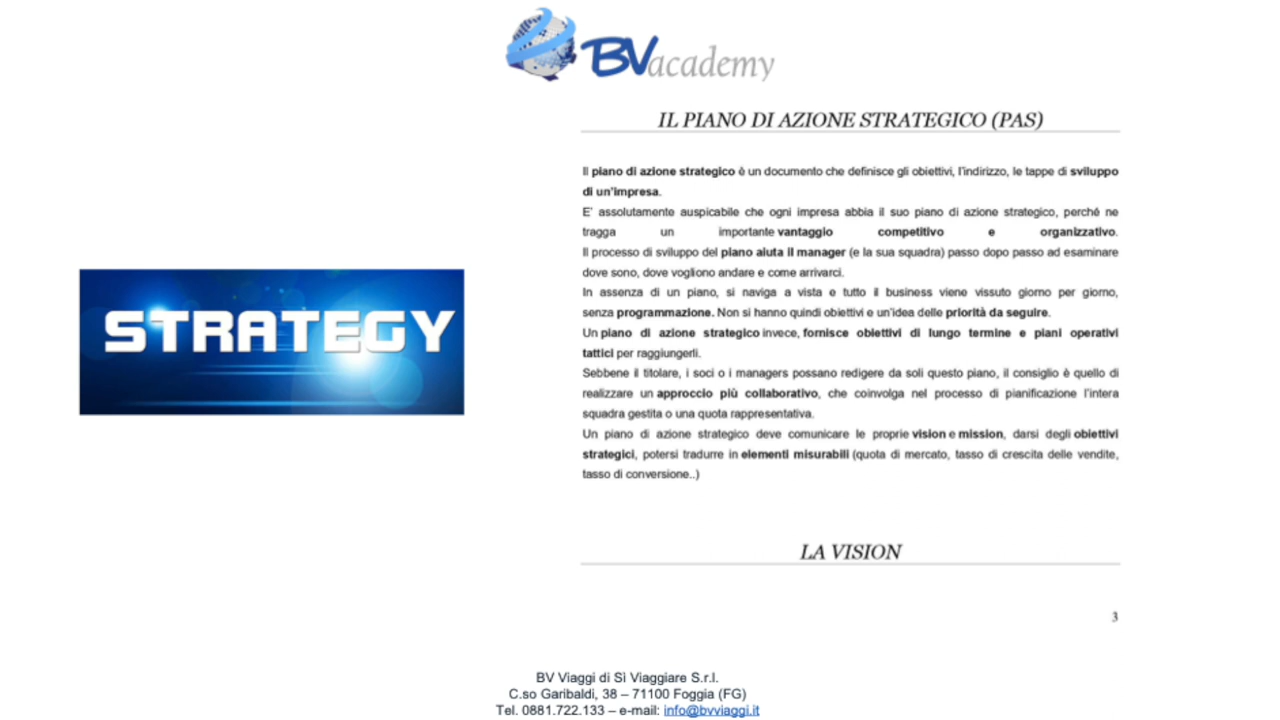 BVacademy
IL PIANO DI AZIONE STRATEGICO (PAS)
Il piano di azione strategico è un documento che definisce gli obiettivi, l'indirizzo, le tappe di sviluppo
di un'impresa.
E' assolutamente auspicabile che ogni impresa abbia il suo piano di azione strategico, perché ne
tragga un importante vantaggio competitivo e organizzativo.
Il processo di sviluppo del piano aiuta il manager (e la sua squadra) passo dopo passo ad esaminare
dove sono, dove vogliono andare e come arrivarci.
In assenza di un piano, si naviga a vista e tutto il business viene vissuto giorno per giorno,
senza programmazione. Non si hanno quindi obiettivi e un'idea delle priorità da seguire.
Un piano di azione strategico invece, fornisce obiettivi di lungo termine e piani operativi
tattici per raggiungerli.
Sebbene il titolare, i soci o i managers possano redigere da soli questo piano, il consiglio è quello di
realizzare un approccio più collaborativo, che coinvolga nel processo di pianificazione l'intera
squadra gestita o una quota rappresentativa.
Un piano di azione strategico deve comunicare le proprie vision e mission, darsi degli obiettivi
strategici, potersi tradurre in elementi misurabili (quota di mercato, tasso di crescita delle vendite,
tasso di conversione..)
STRATEGY
LA VISION
3
BV Viaggi di Sì Viaggiare S.r.l.
C.so Garibaldi, 38 – 71100 Foggia (FG)
Tel. 0881.722.133 – e-mail: info@bvviaggi.it